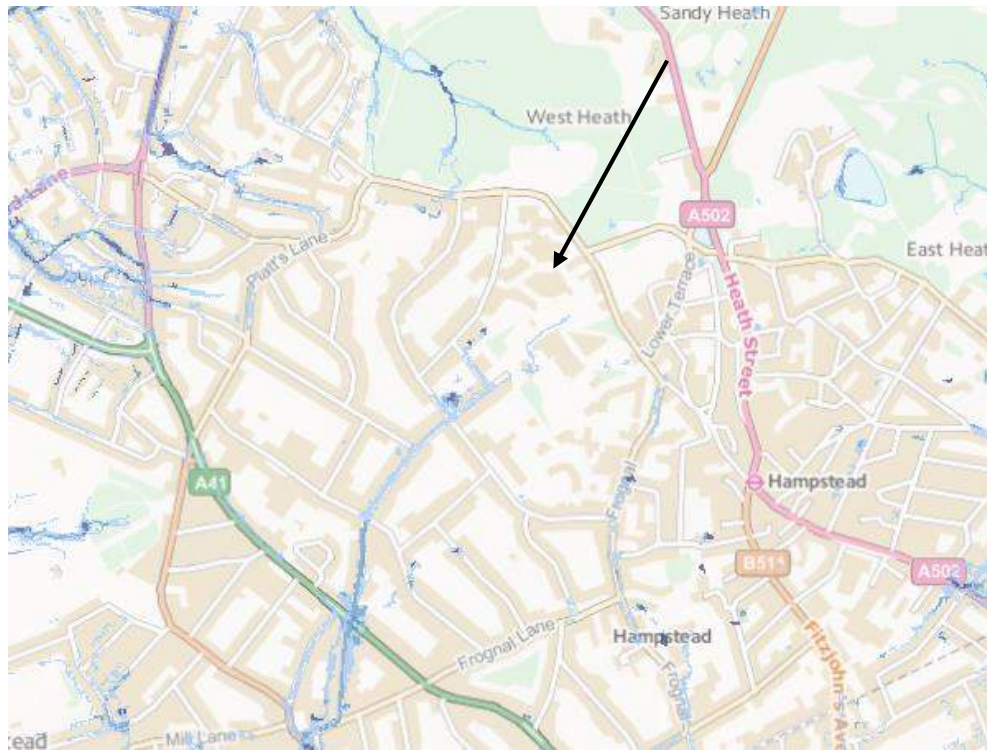 Sandy Heath
West Heath
A502
East Heat
Platt's Lane
Lower Terrace
Heath Street
A41
Hampstead
Frognal
B511
A502
Frognal Lane
Hampstead
Frognal
Fitzjohn's Ave
Mill Lane
ead